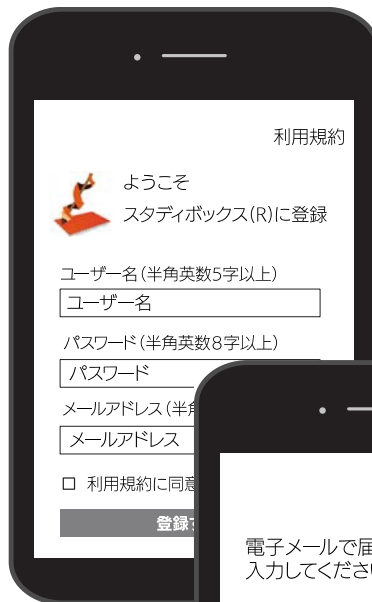 利用規約
ようこそ
スタディボックス(R)に登録
ユーザー名(半角英数5字以上)
ユーザー名
パスワード(半角英数8字以上)
パスワード
メールアドレス(半角
メールアドレス
□ 利用規約に同意
登録
電子メールで届
入力してくださ